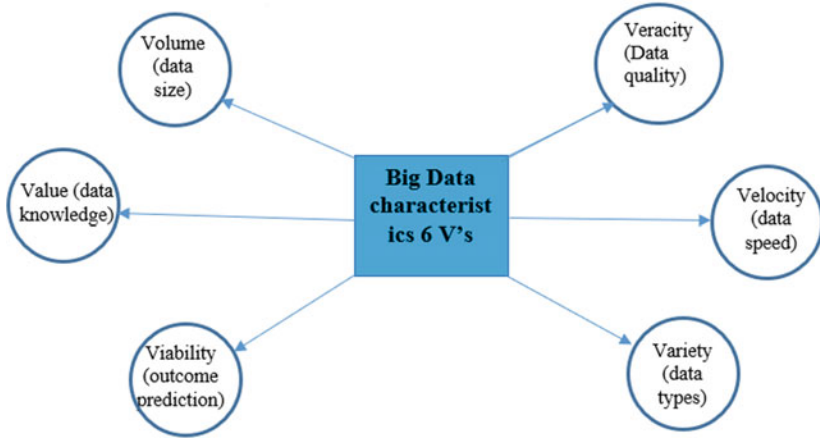 Volume
(data
size)
Veracity
(Data
quality)
Big Data
characterist
ics 6 V's
Value (data
knowledge)
Velocity
(data
speed)
Viability
(outcome
prediction)
Variety
(data
types)